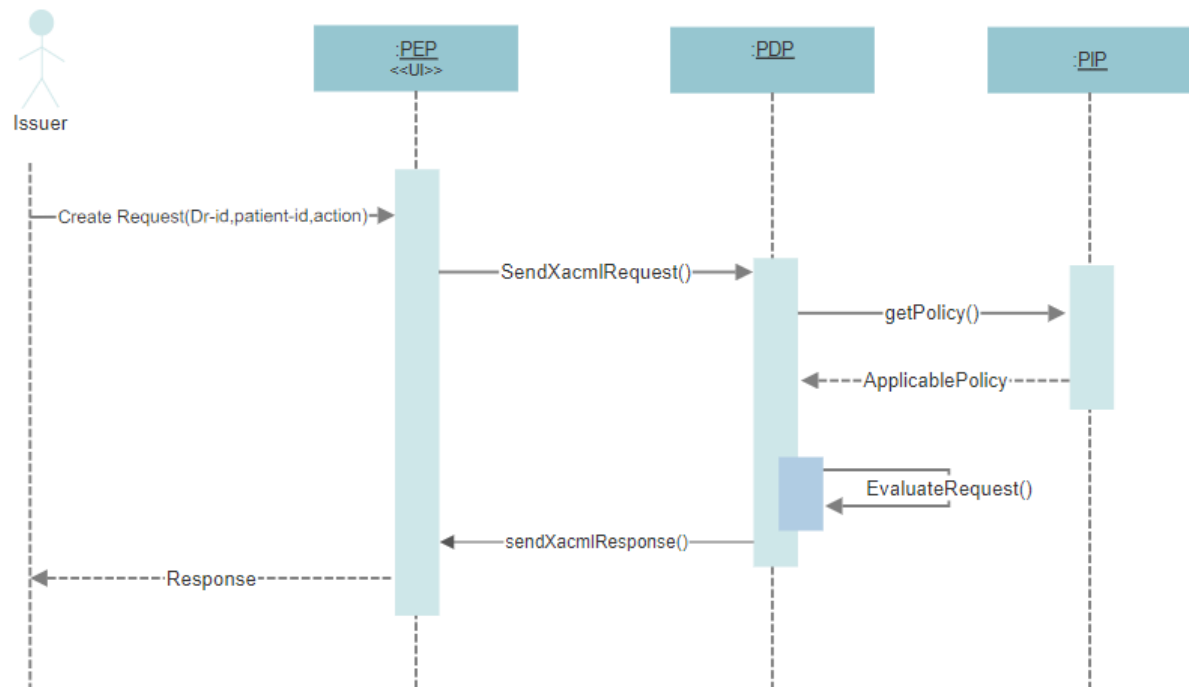 :PEP
<<UI>>
:PDP
:PIP
Issuer
Create Request(Dr-id,patient-id,action)
SendXacmlRequest()
getPolicy()
ApplicablePolicy
EvaluateRequest()
sendXacmlResponse()
Response